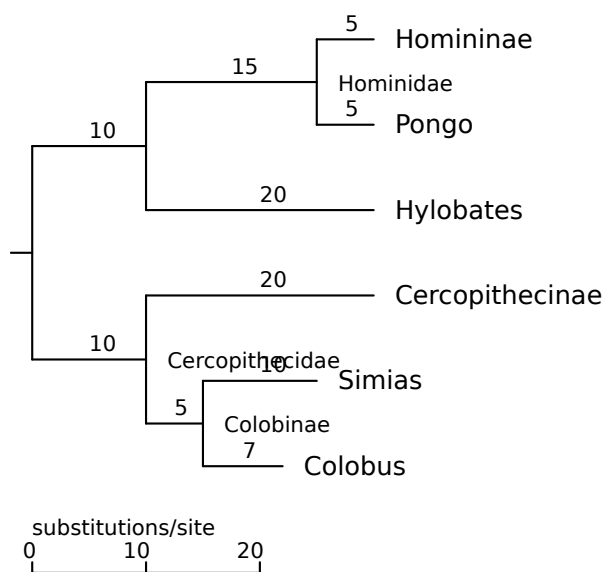 5
Homininae
15
Hominidae
5
Pongo
10
20
Hylobates
20
Cercopithecinae
10
Cercopithecidae
10
Simias
5
Colobinae
7
Colobus
substitutions/site
0 10 20